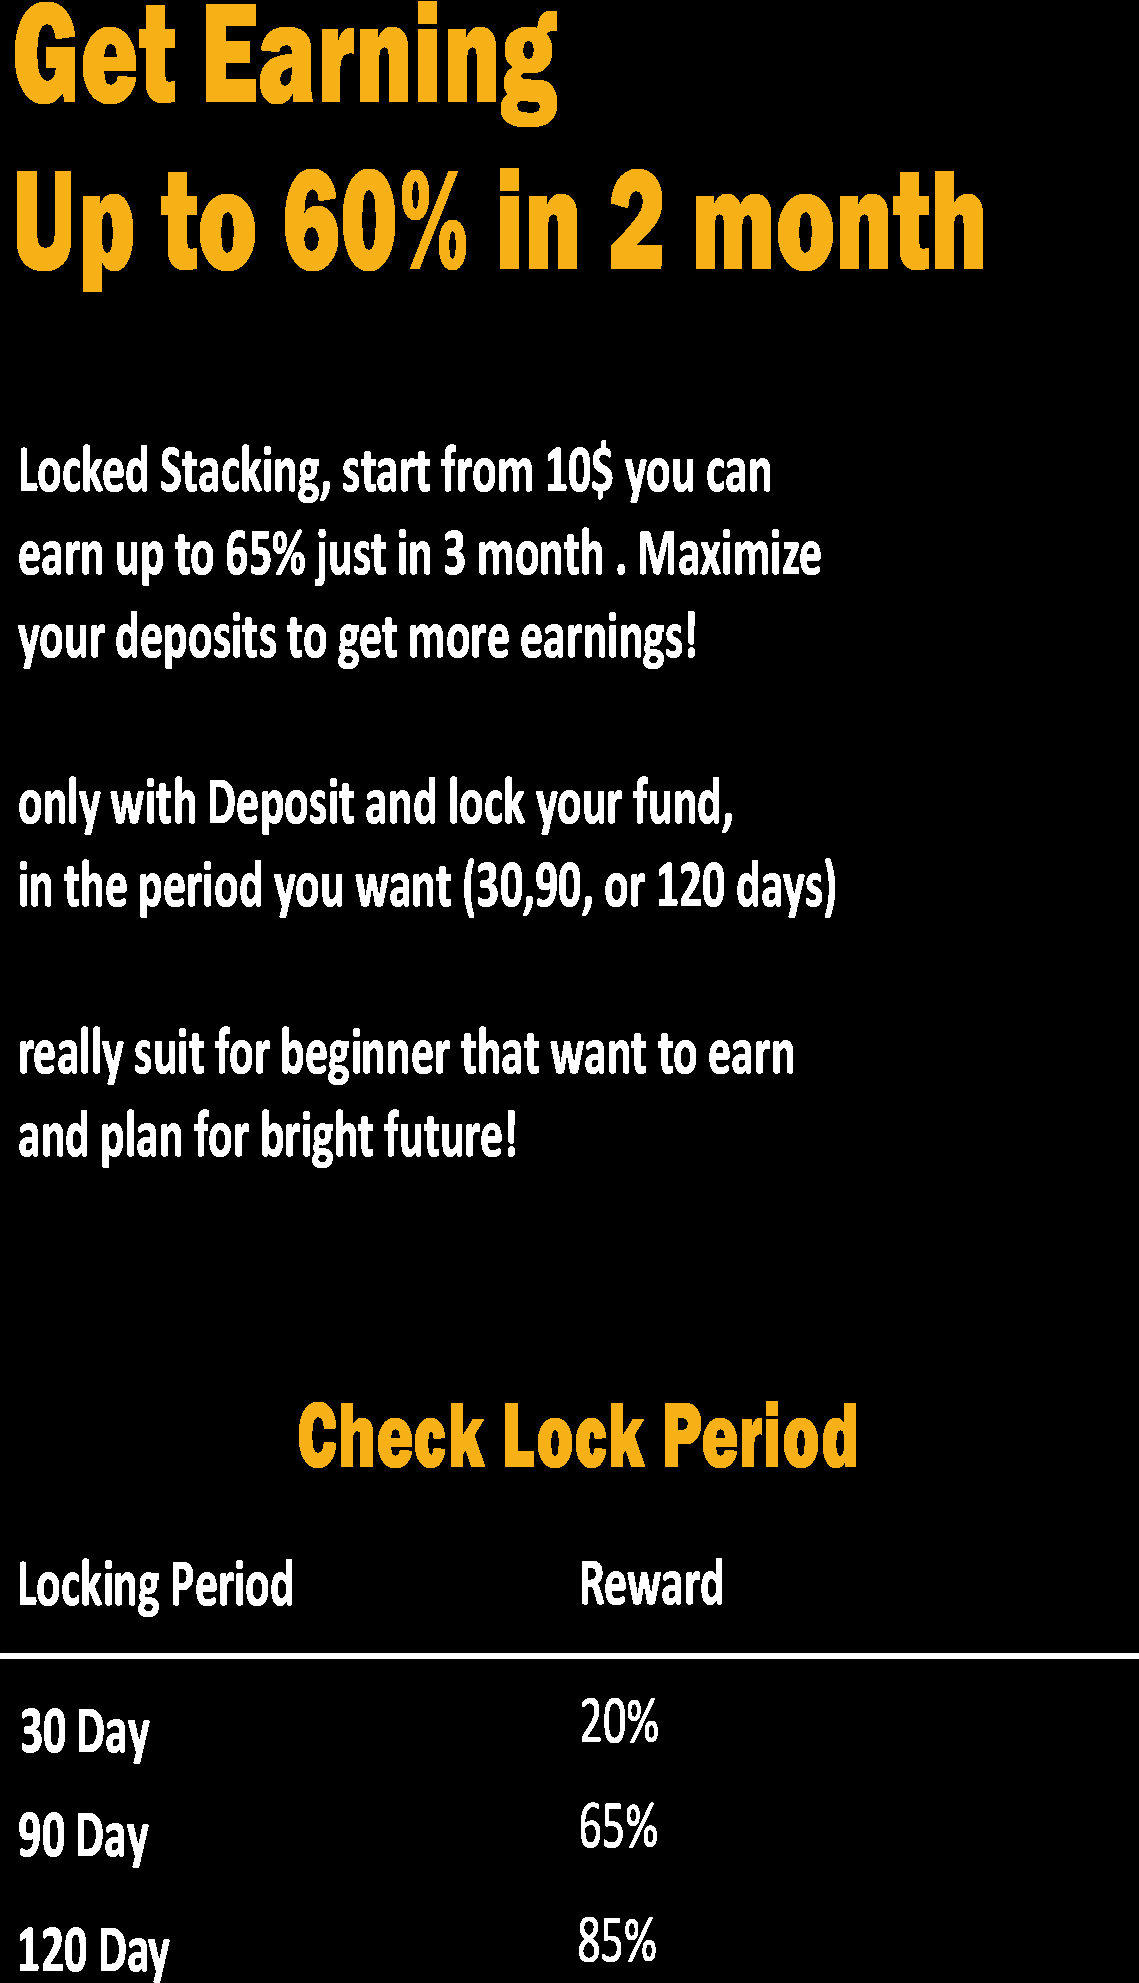 Get Earning
Up to 60% in 2 month
Locked Stacking, start from 10$ you can
earn up to 65% just in 3 month . Maximize
your deposits to get more earnings!
only with Deposit and lock your fund,
in the period you want (30,90, or 120 days)
really suit for beginner that want to earn
and plan for bright future!
Check Lock Period
Locking Period Reward
30 Day 20%
90 Day 65%
120 Day 85%